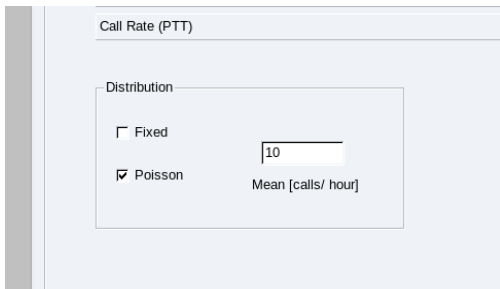 Call Rate (PTT)
Distribution
Fixed
10
Poisson
Mean [calls/ hour]